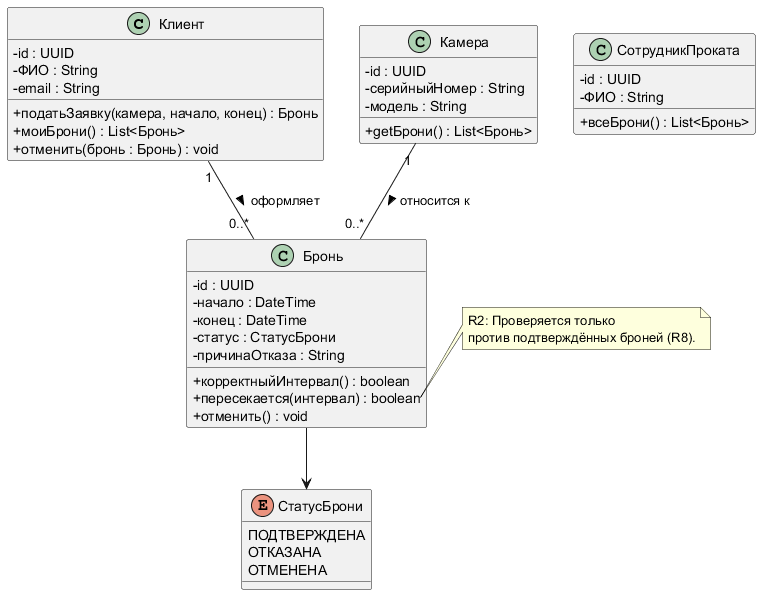 C Клиент
-id : UUID
-ФИО : String
-email : String
+податьЗаявку(камера, начало, конец) : Бронь
+моиБрони() : List<Бронь>
+отменить(бронь : Бронь) : void
C Камера
-id : UUID
-серийныйНомер : String
-модель : String
+getБрони() : List<Бронь>
C СотрудникПроката
-id : UUID
-ФИО : String
+всеБрони() : List<Бронь>
1
оформляет
0..*
1
относится к
0..*
C Бронь
-id : UUID
-начало : DateTime
-конец : DateTime
-статус : СтатусБрони
-причинаОтказа : String
+корректныйИнтервал() : boolean
+пересекается(интервал) : boolean
+отменить() : void
R2: Проверяется только
против подтверждённых броней (R8).
E СтатусБрони
ПОДТВЕРЖДЕНА
ОТКАЗАНА
ОТМЕНЕНА